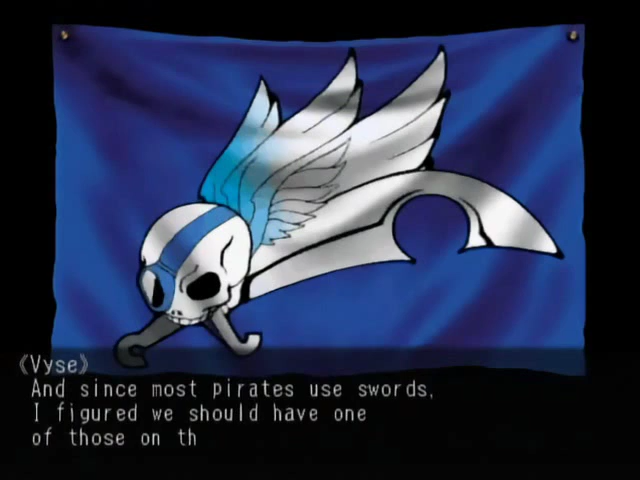 《Vyse》
And since most pirates use swords,
I figured we should have one
of those on th